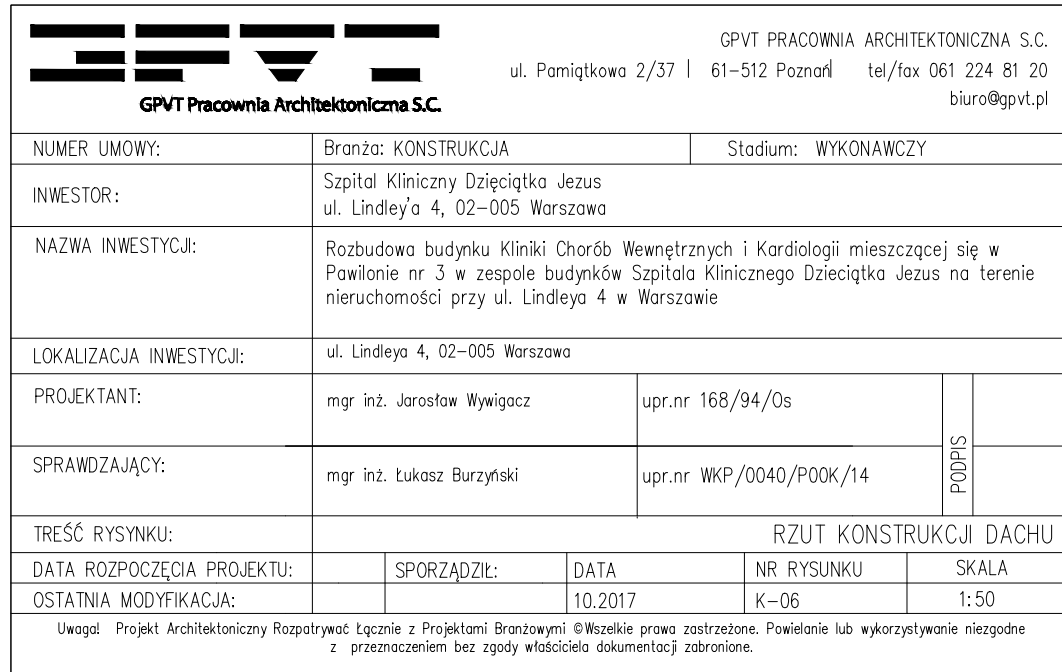 GPVT
GPVT Pracownia Architektoniczna S.C.
GPVT PRACOWNIA ARCHITEKTONICZNA S.C.
ul. Pamiątkowa 2/37 | 61-512 Poznań| tel/fax 061 224 81 20
biuro@gpvt.pl
NUMER UMOWY: Branża: KONSTRUKCJA Stadium: WYKONAWCZY
INWESTOR: Szpital Kliniczny Dzięciątka Jezus
ul. Lindley'a 4, 02-005 Warszawa
NAZWA INWESTYCJI: Rozbudowa budynku Kliniki Chorób Wewnętrznych i Kardiologii mieszczącej się w
Pawilonie nr 3 w zespole budynków Szpitala Klinicznego Dzieciątka Jezus na terenie
nieruchomości przy ul. Lindleya 4 w Warszawie
LOKALIZACJA INWESTYCJI: ul. Lindleya 4, 02-005 Warszawa
PROJEKTANT: mgr inż. Jarosław Wywigacz upr.nr 168/94/Os
SPRAWDZAJĄCY: mgr inż. Łukasz Burzyński upr.nr WKP/0040/POOK/14
PODPIS
TREŚĆ RYSYNKU: RZUT KONSTRUKCJI DACHU
DATA ROZPOCZĘCIA PROJEKTU: SPORZĄDZIŁ: DATA NR RYSUNKU SKALA
OSTATNIA MODYFIKACJA: 10.2017 K-06 1:50
Uwaga! Projekt Architektoniczny Rozpatrywać Łącznie z Projektami Branżowymi ©Wszelkie prawa zastrzeżone. Powielanie lub wykorzystywanie niezgodne
z przeznaczeniem bez zgody właściciela dokumentacji zabronione.